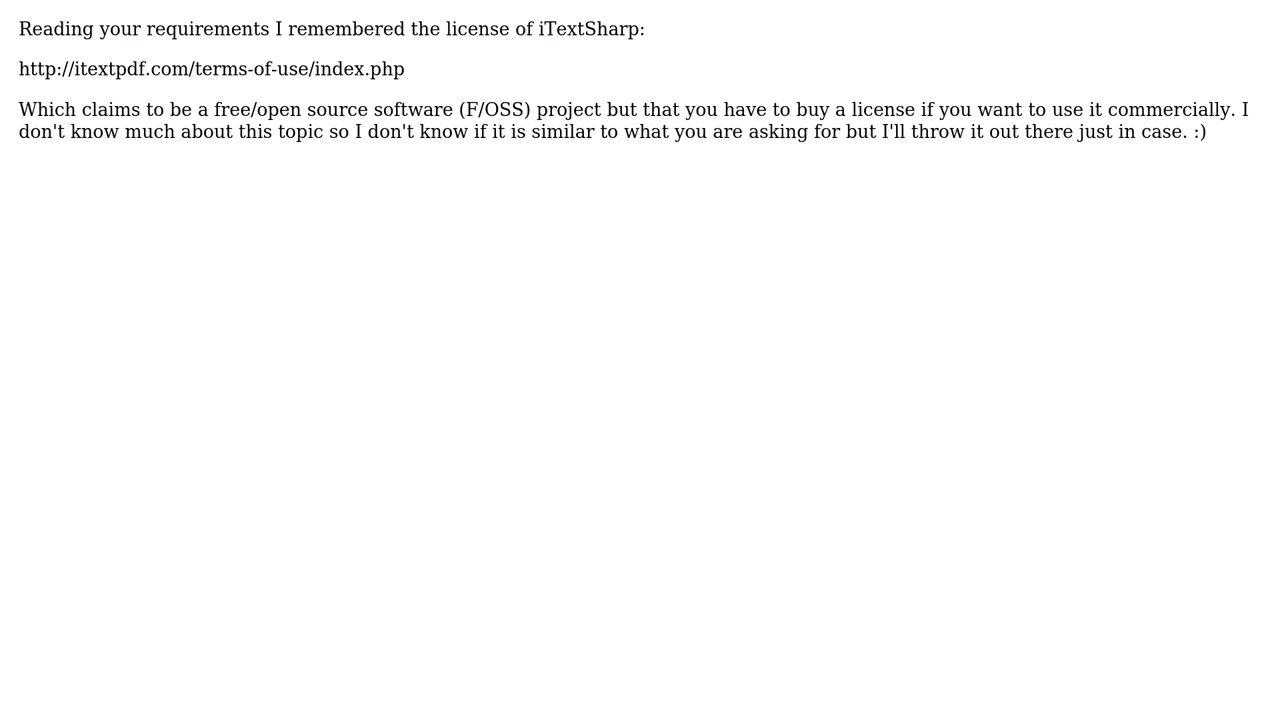 Reading your requirements I remembered the license of iTextSharp:
http://itextpdf.com/terms-of-use/index.php
Which claims to be a free/open source software (F/OSS) project but that you have to buy a license if you want to use it commercially. I
don't know much about this topic so I don't know if it is similar to what you are asking for but I'll throw it out there just in case. :)